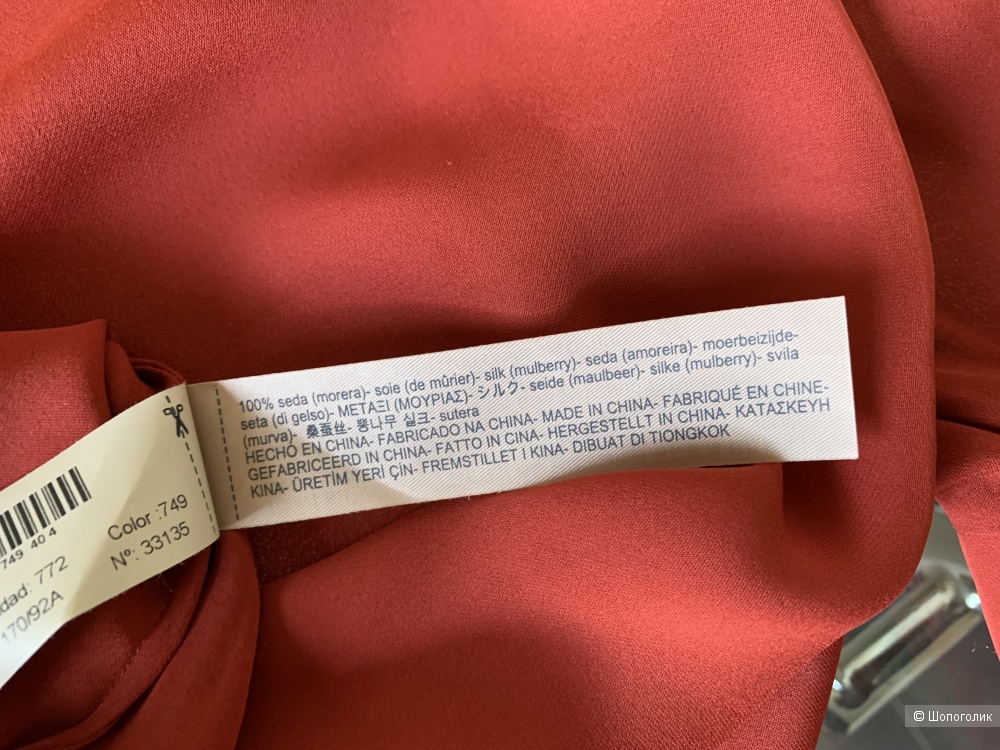 100% seda (morera)- soie (de mûrier)- silk (mulberry)- seda (amoreira)- moerbeizijde-
seta (di gelso)- ΜΕΤΑΞΙ (ΜΟΥΡΙΑΣ)- シルク- seide (maulbeer)- silke (mulberry)- svila
(murva)- 桑蚕丝- 뽕나무 실크- sutera
HECHO EN CHINA- FABRICADO NA CHINA- MADE IN CHINA- FABRIQUÉ EN CHINE-
GEFABRICEERD IN CHINA- FATTO IN CINA- HERGESTELLT IN CHINA- ΚΑΤΑΣΚΕΥΗ
ΚΙΝΑ- ÜRETİM YERİ ÇİN- FREMSTILLET I KINA- DIBUAT DI TIONGKOK
749 40 4
Color :749
Nº: 33135
dad: 772
170/92A
© Шопоголик